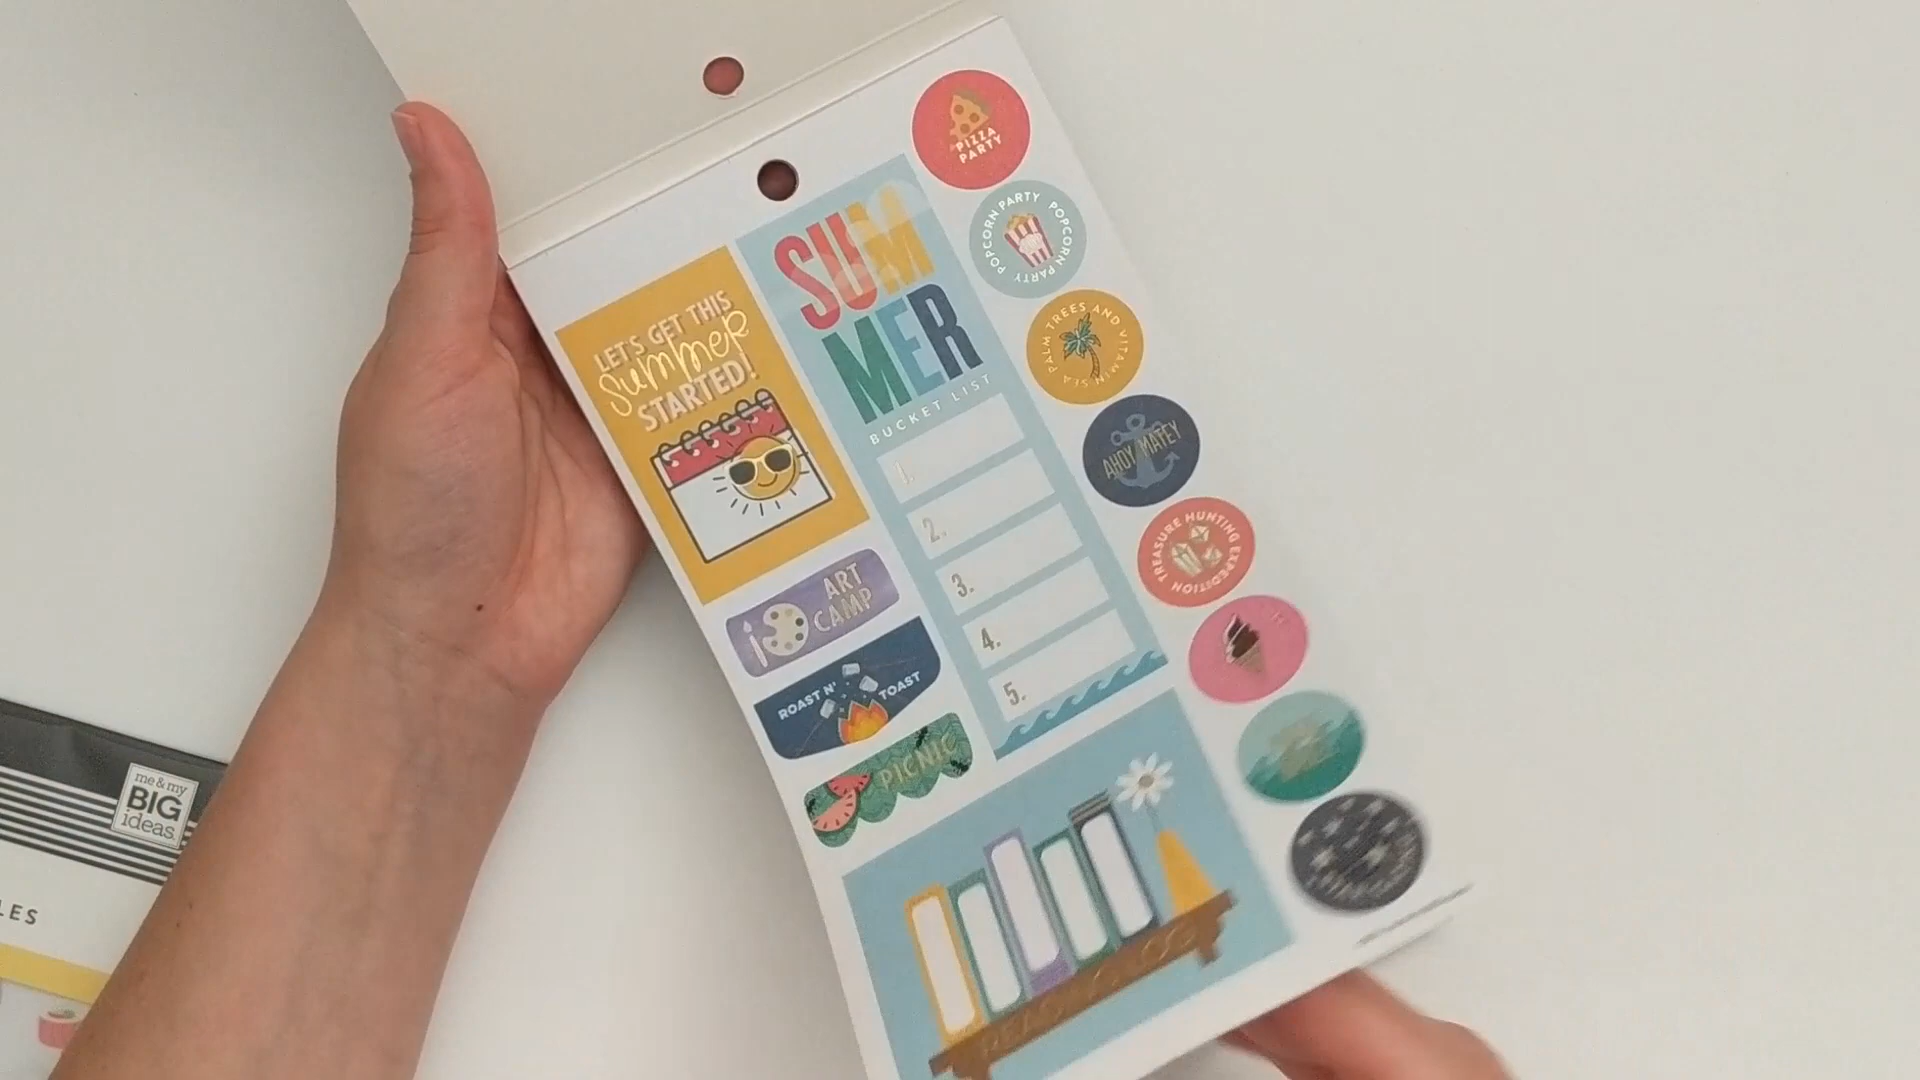 LET'S GET THIS
summer
STARTED!
SUM
MER
BUCKET LIST
1.
2.
3.
4.
5.
ART
CAMP
ROAST N' TOAST
PICNIC
PIZZA
PARTY
POPCORN PARTY POPCORN PARTY
PALM TREES AND VITAMIN SEA
AHOY MATEY
TREASURE HUNTING EXPEDITION
me & my
BIG
ideas.
LES